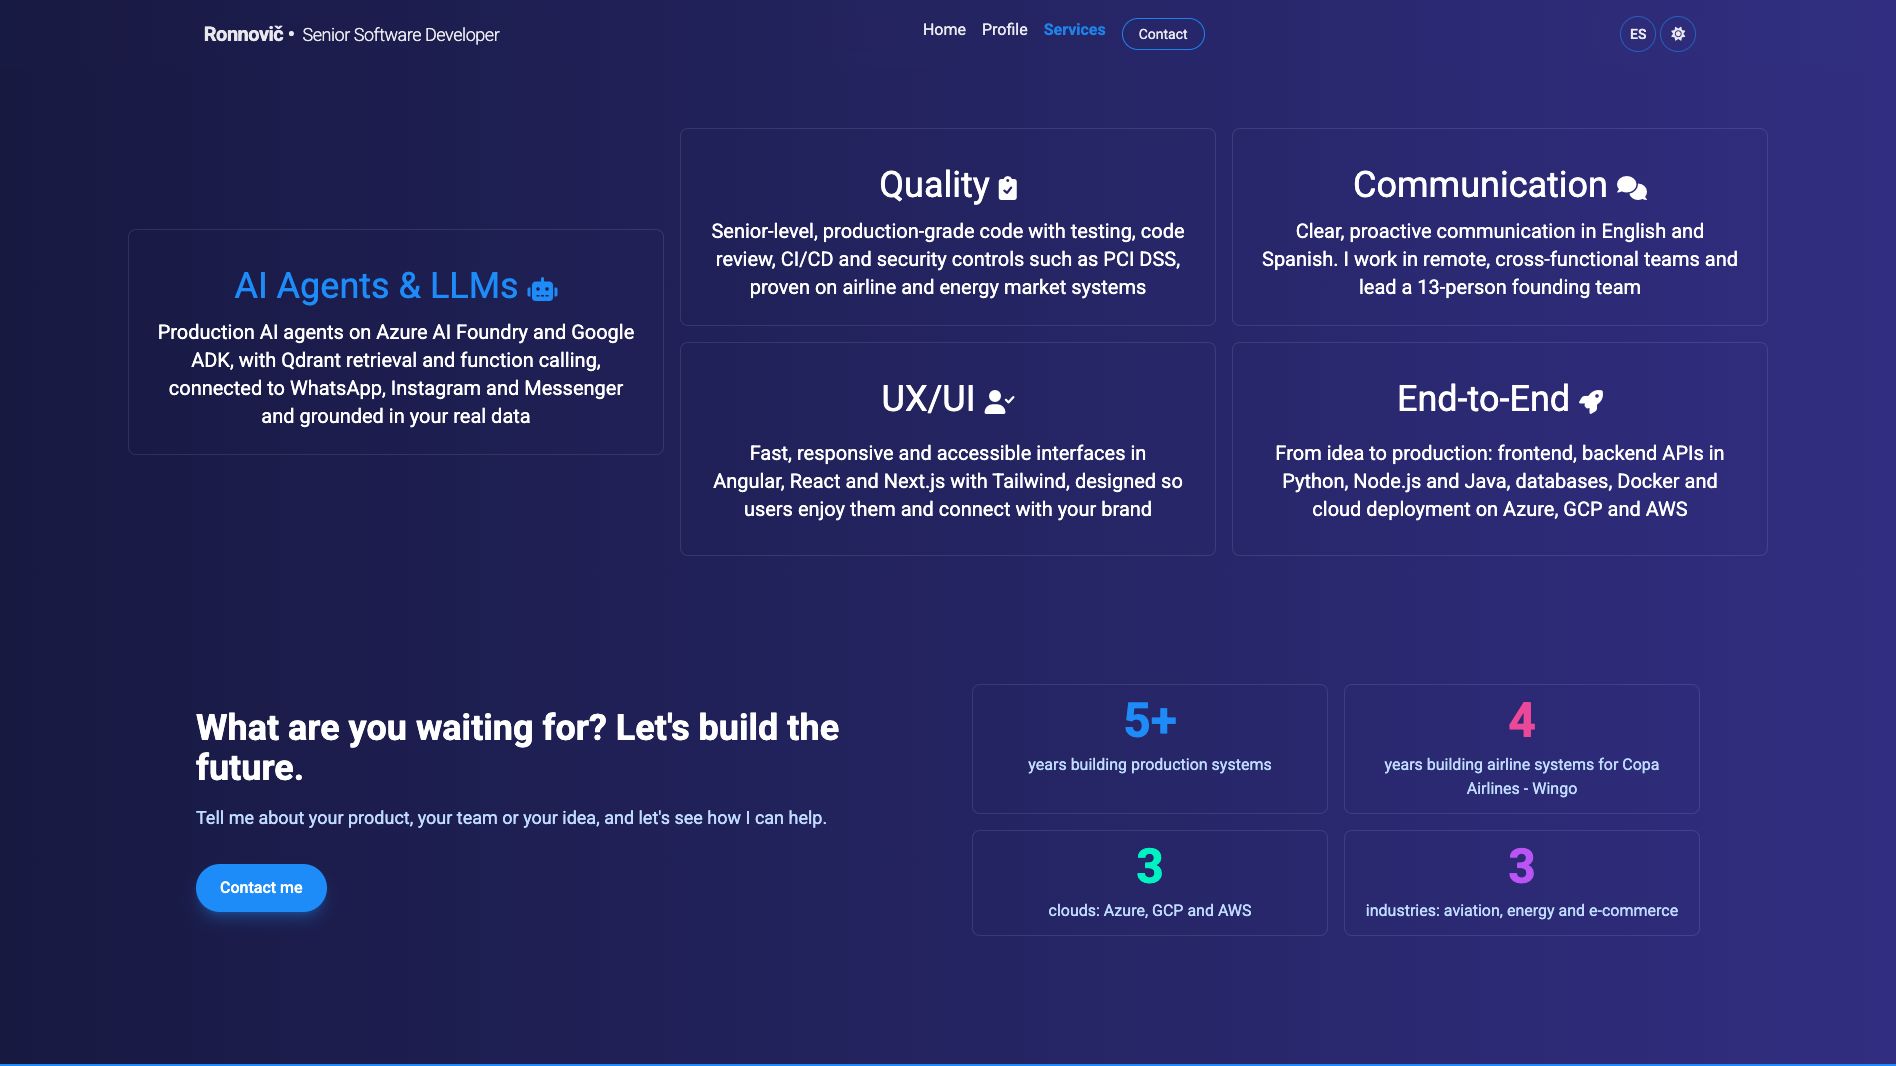 Ronnovič • Senior Software Developer
Home Profile Services Contact
ES
AI Agents & LLMs
Production AI agents on Azure AI Foundry and Google
ADK, with Qdrant retrieval and function calling,
connected to WhatsApp, Instagram and Messenger
and grounded in your real data
Quality
Senior-level, production-grade code with testing, code
review, CI/CD and security controls such as PCI DSS,
proven on airline and energy market systems
Communication
Clear, proactive communication in English and
Spanish. I work in remote, cross-functional teams and
lead a 13-person founding team
UX/UI
Fast, responsive and accessible interfaces in
Angular, React and Next.js with Tailwind, designed so
users enjoy them and connect with your brand
End-to-End
From idea to production: frontend, backend APIs in
Python, Node.js and Java, databases, Docker and
cloud deployment on Azure, GCP and AWS
What are you waiting for? Let's build the
future.
Tell me about your product, your team or your idea, and let's see how I can help.
Contact me
5+
years building production systems
4
years building airline systems for Copa
Airlines - Wingo
3
clouds: Azure, GCP and AWS
3
industries: aviation, energy and e-commerce